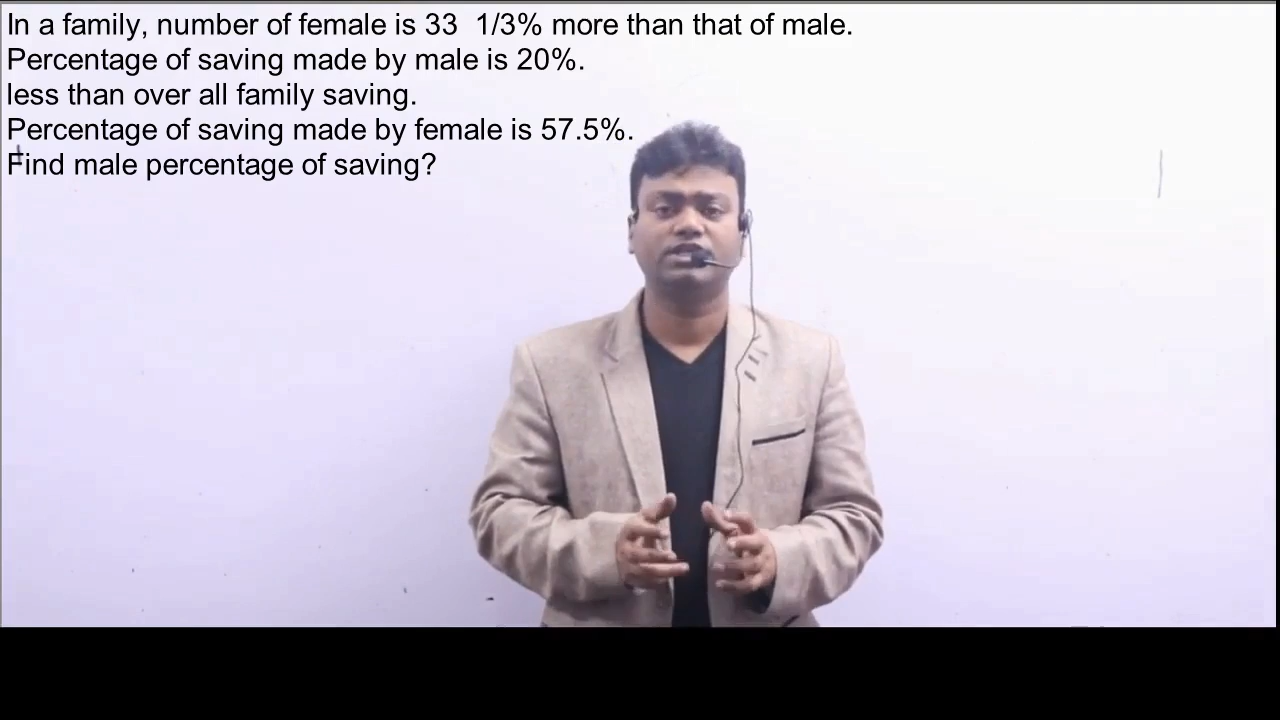 In a family, number of female is 33 1/3% more than that of male.
Percentage of saving made by male is 20%.
less than over all family saving.
Percentage of saving made by female is 57.5%.
Find male percentage of saving?